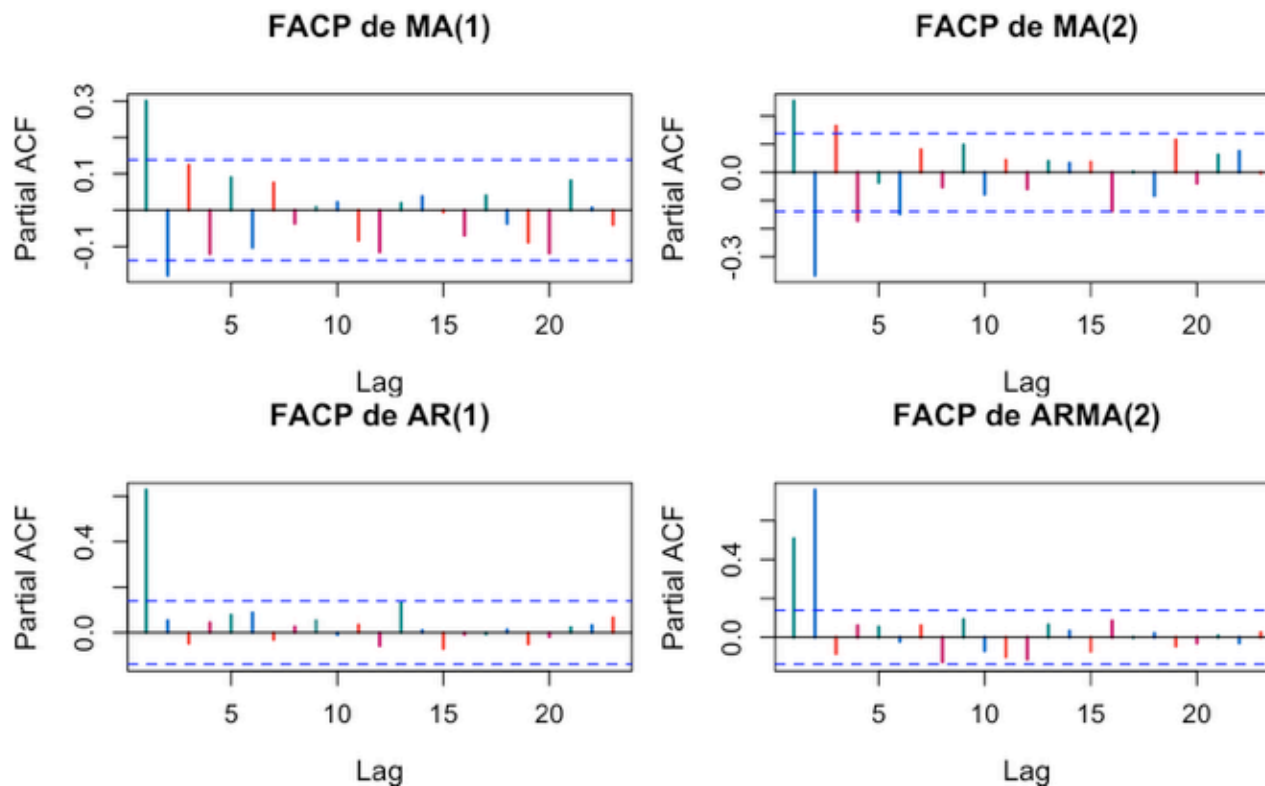 FACP de MA(1)
Partial ACF
0.3
0.1
-0.1
5 10 15 20
Lag
FACP de MA(2)
Partial ACF
0.0
-0.3
5 10 15 20
Lag
FACP de AR(1)
Partial ACF
0.4
0.0
5 10 15 20
Lag
FACP de ARMA(2)
Partial ACF
0.4
0.0
5 10 15 20
Lag